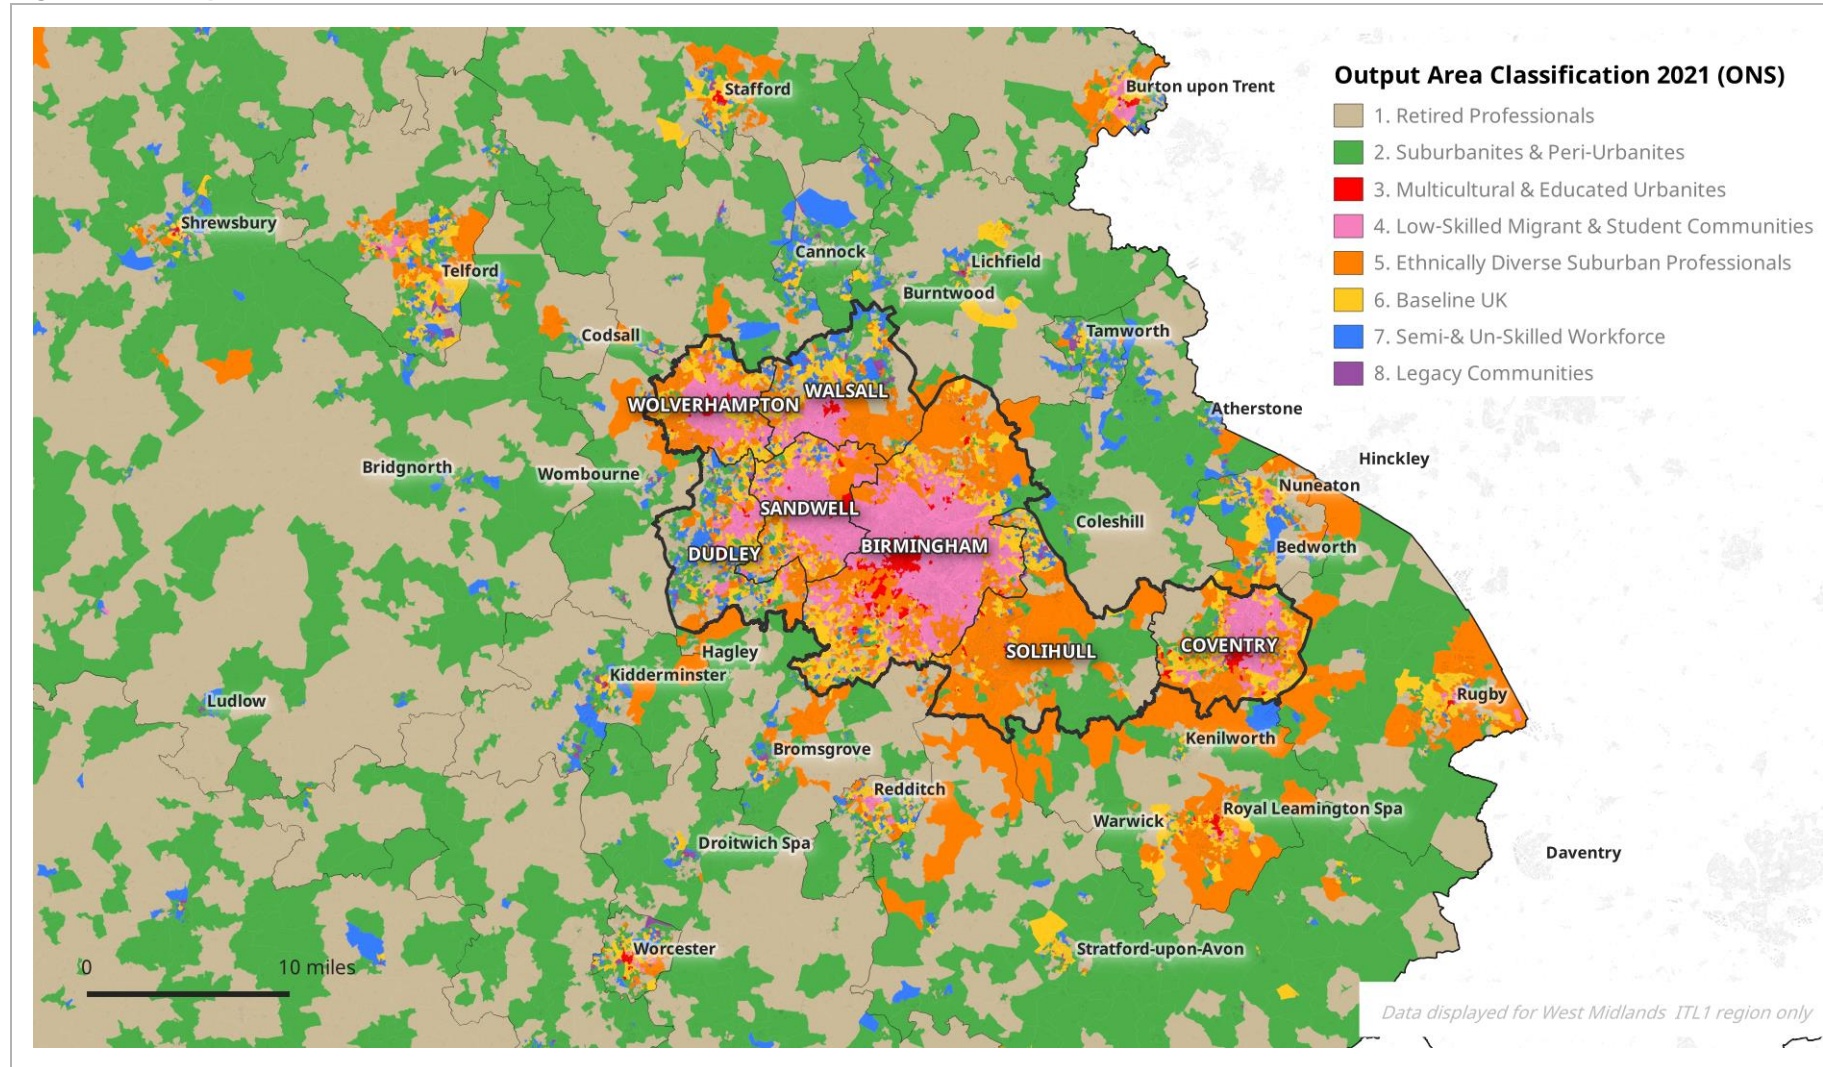 Output Area Classification 2021 (ONS)
1. Retired Professionals
2. Suburbanites & Peri-Urbanites
3. Multicultural & Educated Urbanites
4. Low-Skilled Migrant & Student Communities
5. Ethnically Diverse Suburban Professionals
6. Baseline UK
7. Semi-& Un-Skilled Workforce
8. Legacy Communities
Stafford
Burton upon Trent
Shrewsbury
Telford
Cannock
Lichfield
Burntwood
Codsall
Tamworth
WOLVERHAMPTON
WALSALL
Atherstone
Hinckley
Bridgnorth
Wombourne
Nuneaton
SANDWELL
Coleshill
DUDLEY
BIRMINGHAM
Bedworth
Hagley
SOLIHULL
COVENTRY
Kidderminster
Ludlow
Rugby
Bromsgrove
Kenilworth
Redditch
Warwick
Royal Leamington Spa
Droitwich Spa
Daventry
Worcester
Stratford-upon-Avon
0 10 miles
Data displayed for West Midlands ITL1 region only